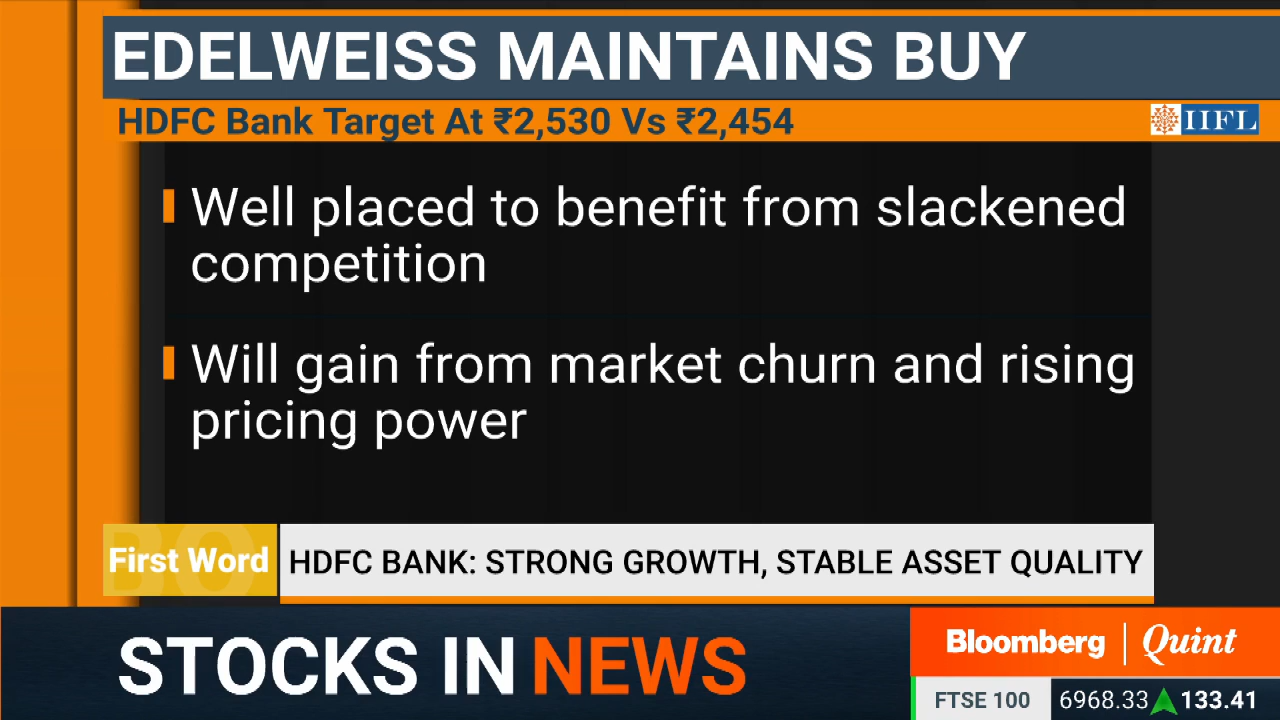 EDELWEISS MAINTAINS BUY
HDFC Bank Target At ₹2,530 Vs ₹2,454
IIFL
Well placed to benefit from slackened
competition
Will gain from market churn and rising
pricing power
First Word
HDFC BANK: STRONG GROWTH, STABLE ASSET QUALITY
STOCKS IN NEWS
Bloomberg | Quint
FTSE 100 6968.33 133.41